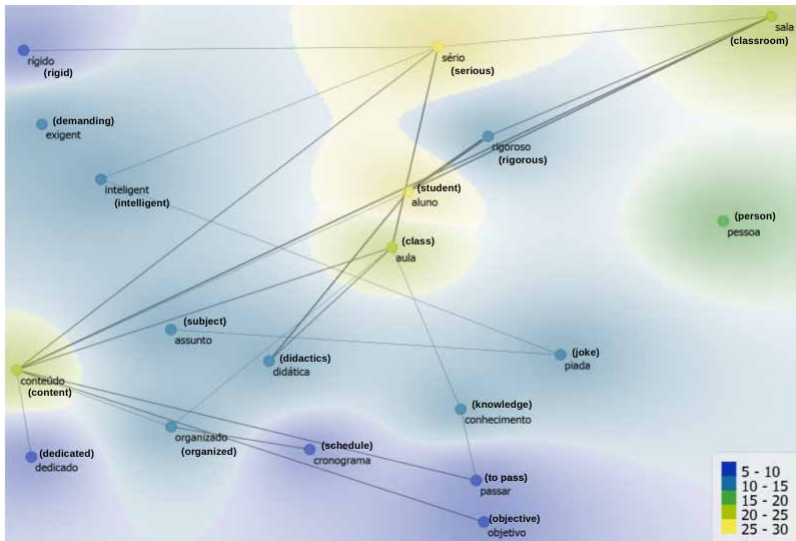 sala
(classroom)
rígido
(rigid)
sério
(serious)
(demanding)
exigent
rigoroso
(rigorous)
inteligent
(intelligent)
(student)
aluno
(person)
pessoa
(class)
aula
(subject)
assunto
(didactics)
didática
(joke)
piada
conteúdo
(content)
(knowledge)
conhecimento
organizado
(organized)
(schedule)
cronograma
(dedicated)
dedicado
(to pass)
passar
(objective)
objetivo
5 - 10
10 - 15
15 - 20
20 - 25
25 - 30